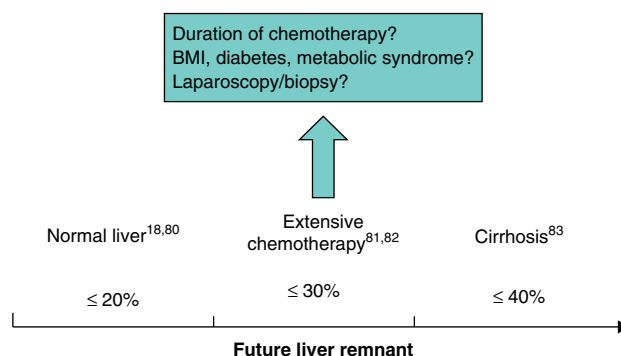 Duration of chemotherapy?
BMI, diabetes, metabolic syndrome?
Laparoscopy/biopsy?
Normal liver18,80
Extensive
chemotherapy81,82
Cirrhosis83
≤ 20%
≤ 30%
≤ 40%
Future liver remnant